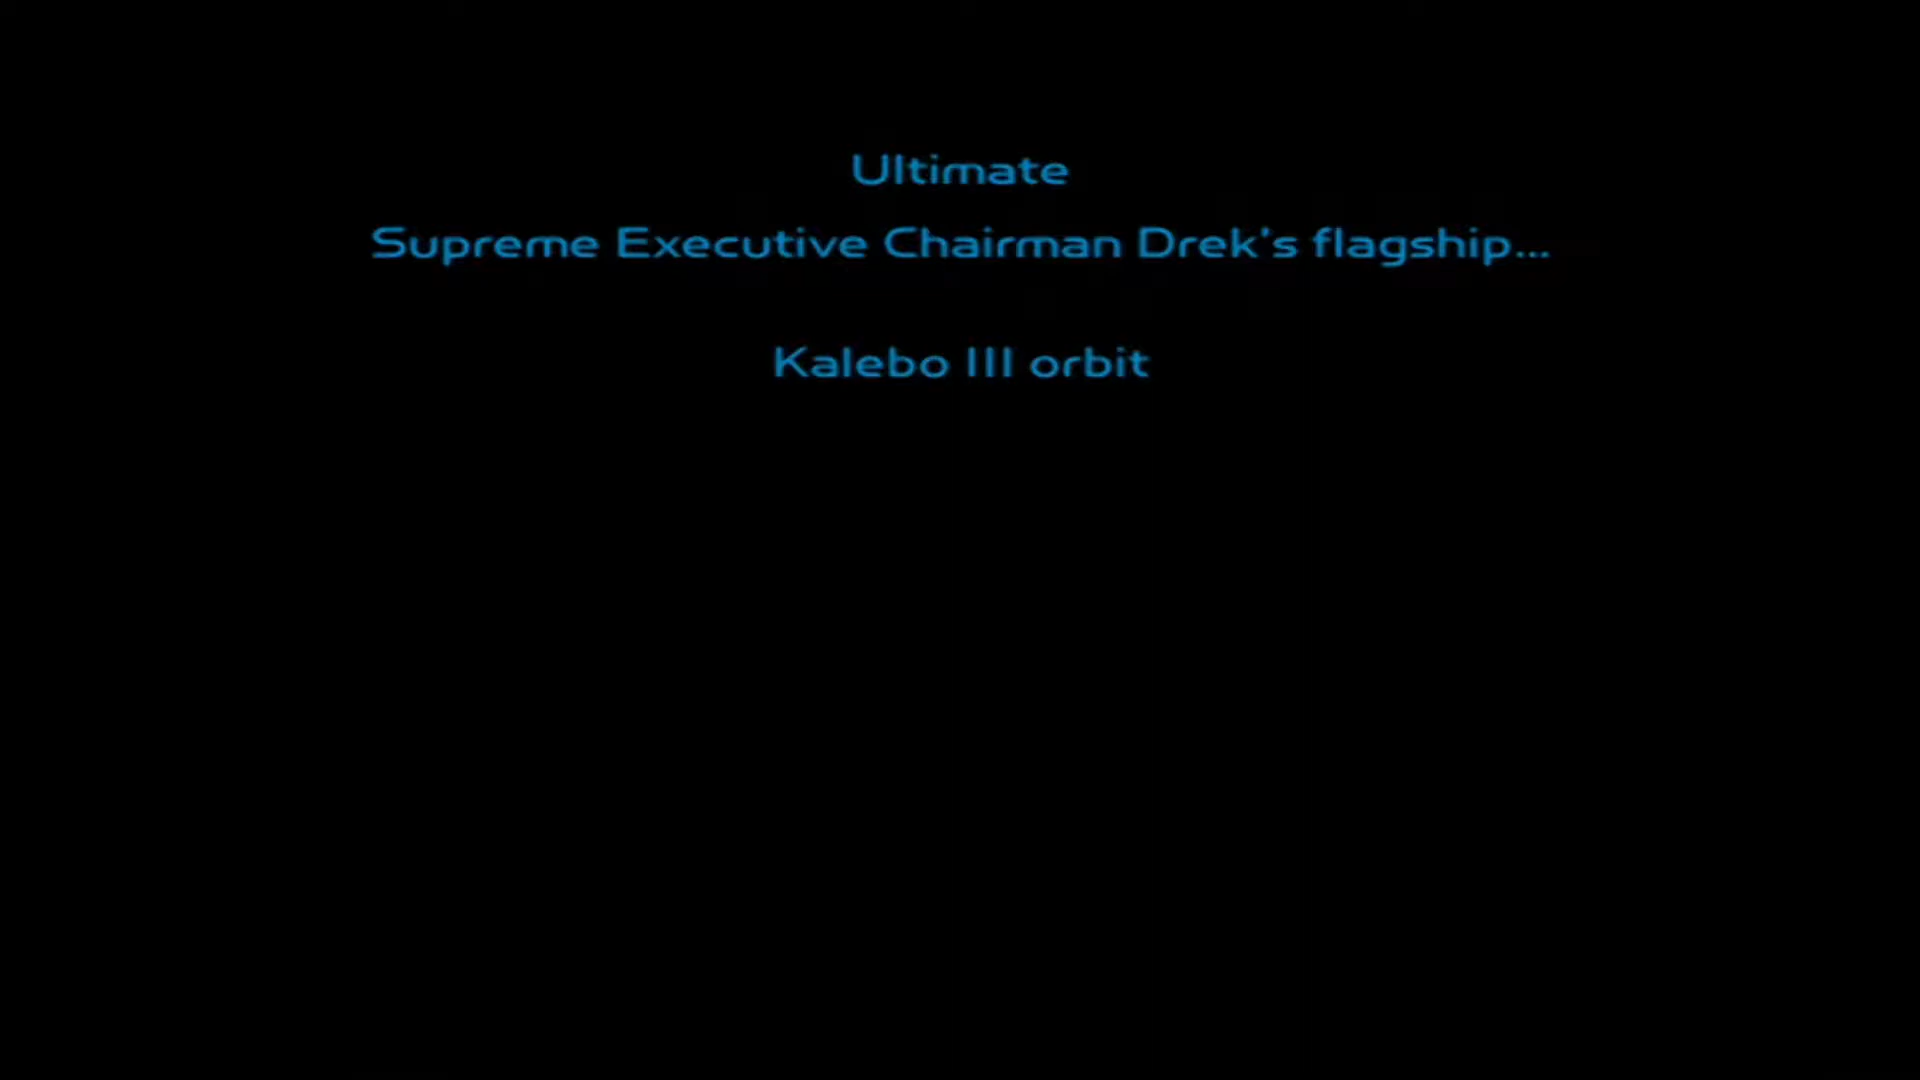 Ultimate
Supreme Executive Chairman Drek's flagship...
Kalebo III orbit